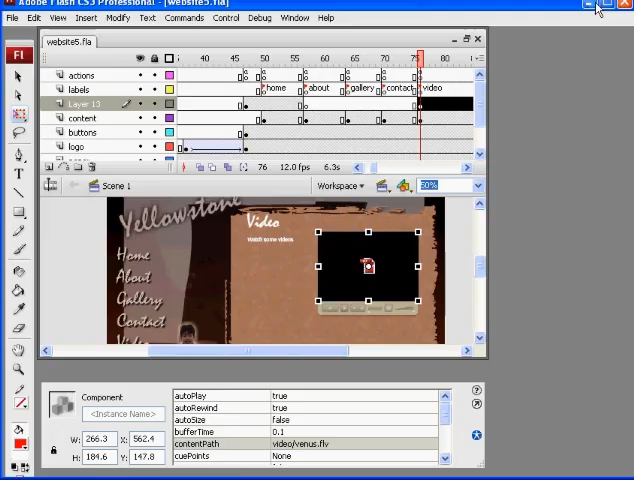 Adobe Flash CS3 Professional - [website5.fla]
File Edit View Insert Modify Text Commands Control Debug Window Help
website5.fla
40 45 50 55 60 65 70 75 80
actions
labels home about gallery contact video
Layer 13
content
buttons
logo
76 12.0 fps 6.3s
Scene 1 Workspace 50%
Yellowstone
Video
Watch some videos
Home
About
Gallery
Contact
Video
Component
<Instance Name>
W: 266.3 X: 562.4
H: 184.6 Y: 147.8
autoPlay true
autoRewind true
autoSize false
bufferTime 0.1
contentPath video/venus.flv
cuePoints None